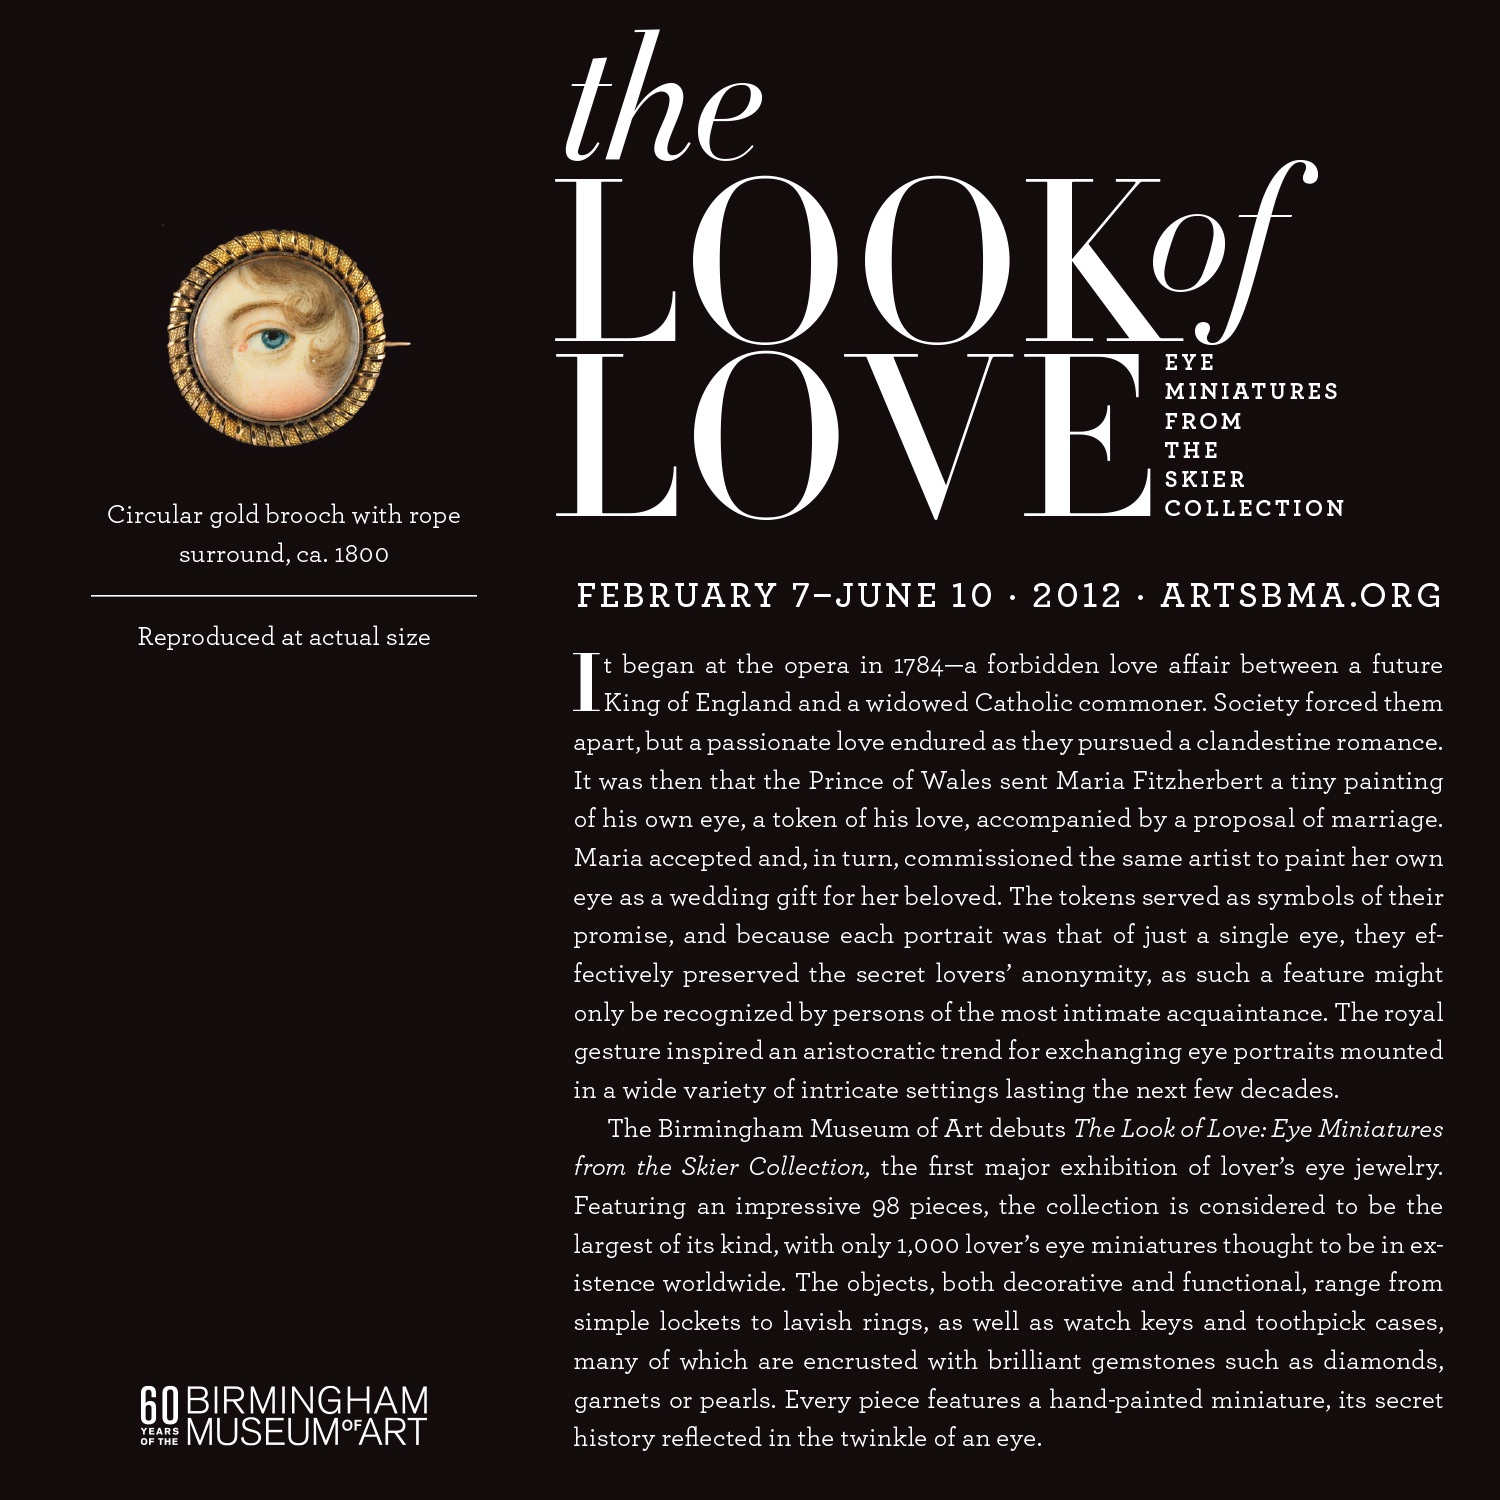 the
LOOK of
LOVE
EYE
MINIATURES
FROM
THE
SKIER
COLLECTION
Circular gold brooch with rope
surround, ca. 1800
Reproduced at actual size
FEBRUARY 7–JUNE 10 · 2012 · ARTSBMA.ORG
It began at the opera in 1784—a forbidden love affair between a future
King of England and a widowed Catholic commoner. Society forced them
apart, but a passionate love endured as they pursued a clandestine romance.
It was then that the Prince of Wales sent Maria Fitzherbert a tiny painting
of his own eye, a token of his love, accompanied by a proposal of marriage.
Maria accepted and, in turn, commissioned the same artist to paint her own
eye as a wedding gift for her beloved. The tokens served as symbols of their
promise, and because each portrait was that of just a single eye, they ef-
fectively preserved the secret lovers’ anonymity, as such a feature might
only be recognized by persons of the most intimate acquaintance. The royal
gesture inspired an aristocratic trend for exchanging eye portraits mounted
in a wide variety of intricate settings lasting the next few decades.
The Birmingham Museum of Art debuts The Look of Love: Eye Miniatures
from the Skier Collection, the first major exhibition of lover’s eye jewelry.
Featuring an impressive 98 pieces, the collection is considered to be the
largest of its kind, with only 1,000 lover’s eye miniatures thought to be in ex-
istence worldwide. The objects, both decorative and functional, range from
simple lockets to lavish rings, as well as watch keys and toothpick cases,
many of which are encrusted with brilliant gemstones such as diamonds,
garnets or pearls. Every piece features a hand-painted miniature, its secret
history reflected in the twinkle of an eye.
60 YEARS OF THE
BIRMINGHAM
MUSEUM OF ART